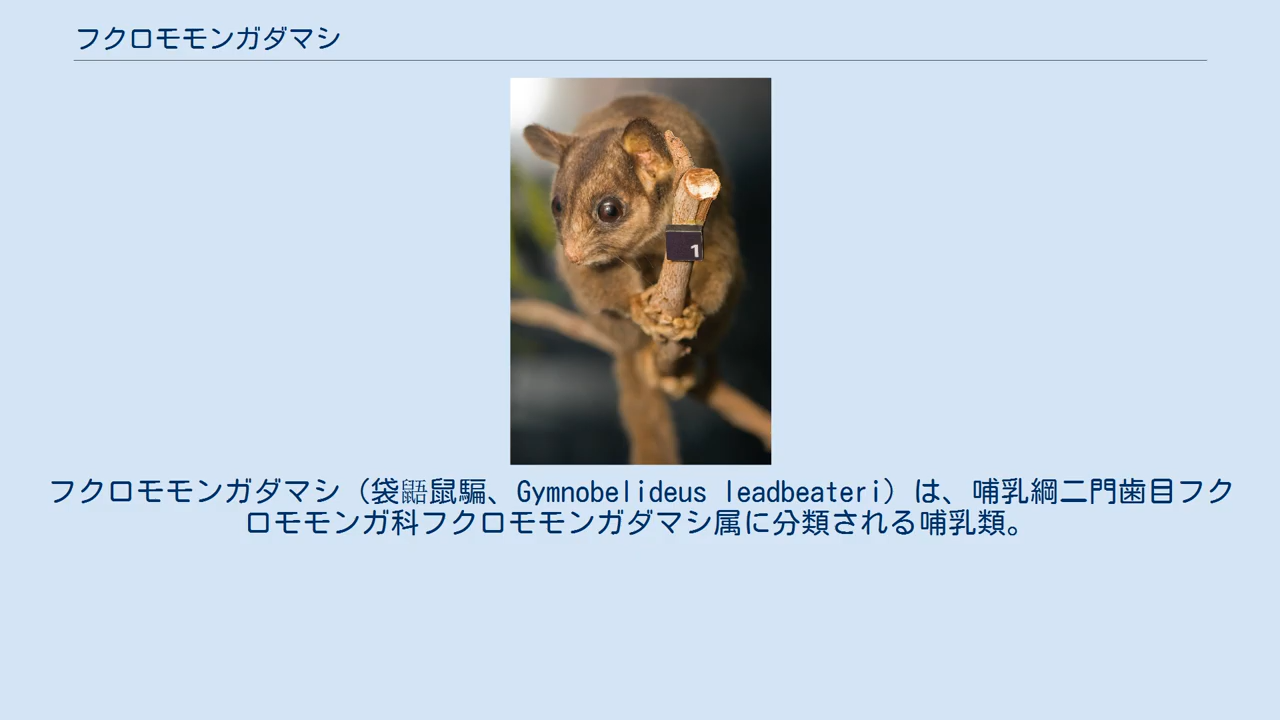 フクロモモンガダマシ
1
フクロモモンガダマシ（袋鼯鼠騙、Gymnobelideus leadbeateri）は、哺乳綱二門歯目フク
ロモモンガ科フクロモモンガダマシ属に分類される哺乳類。